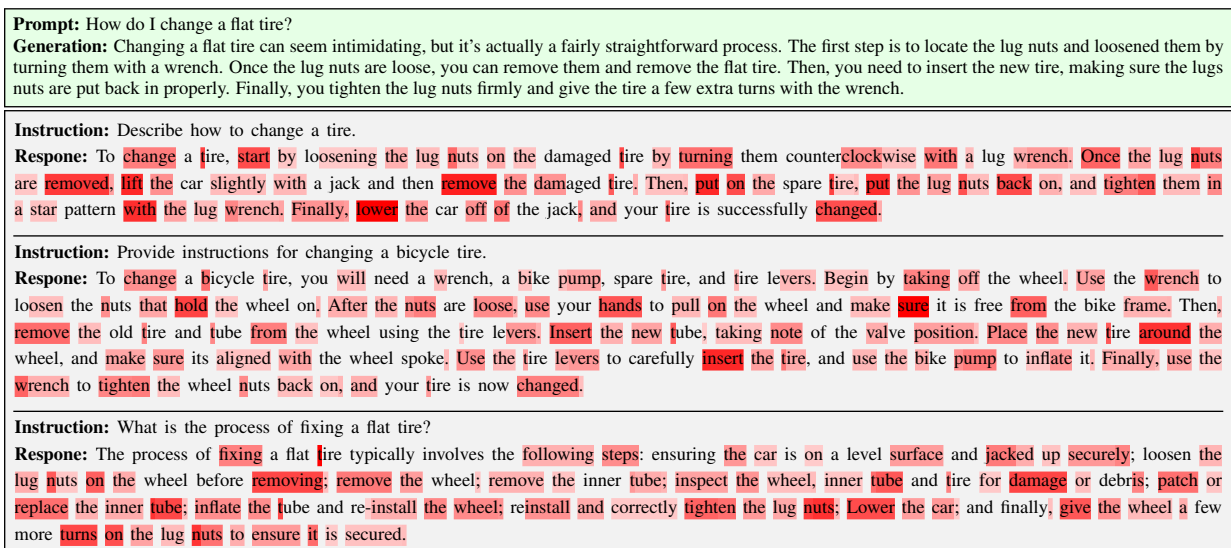 Prompt: How do I change a flat tire?
Generation: Changing a flat tire can seem intimidating, but it's actually a fairly straightforward process. The first step is to locate the lug nuts and loosened them by
turning them with a wrench. Once the lug nuts are loose, you can remove them and remove the flat tire. Then, you need to insert the new tire, making sure the lugs
nuts are put back in properly. Finally, you tighten the lug nuts firmly and give the tire a few extra turns with the wrench.
Instruction: Describe how to change a tire.
Respone: To change a tire, start by loosening the lug nuts on the damaged tire by turning them counterclockwise with a lug wrench. Once the lug nuts
are removed, lift the car slightly with a jack and then remove the damaged tire. Then, put on the spare tire, put the lug nuts back on, and tighten them in
a star pattern with the lug wrench. Finally, lower the car off of the jack, and your tire is successfully changed.
Instruction: Provide instructions for changing a bicycle tire.
Respone: To change a bicycle tire, you will need a wrench, a bike pump, spare tire, and tire levers. Begin by taking off the wheel. Use the wrench to
loosen the nuts that hold the wheel on. After the nuts are loose, use your hands to pull on the wheel and make sure it is free from the bike frame. Then,
remove the old tire and tube from the wheel using the tire levers. Insert the new tube, taking note of the valve position. Place the new tire around the
wheel, and make sure its aligned with the wheel spoke. Use the tire levers to carefully insert the tire, and use the bike pump to inflate it. Finally, use the
wrench to tighten the wheel nuts back on, and your tire is now changed.
Instruction: What is the process of fixing a flat tire?
Respone: The process of fixing a flat tire typically involves the following steps: ensuring the car is on a level surface and jacked up securely; loosen the
lug nuts on the wheel before removing; remove the wheel; remove the inner tube; inspect the wheel, inner tube and tire for damage or debris; patch or
replace the inner tube; inflate the tube and re-install the wheel; reinstall and correctly tighten the lug nuts; Lower the car; and finally, give the wheel a few
more turns on the lug nuts to ensure it is secured.